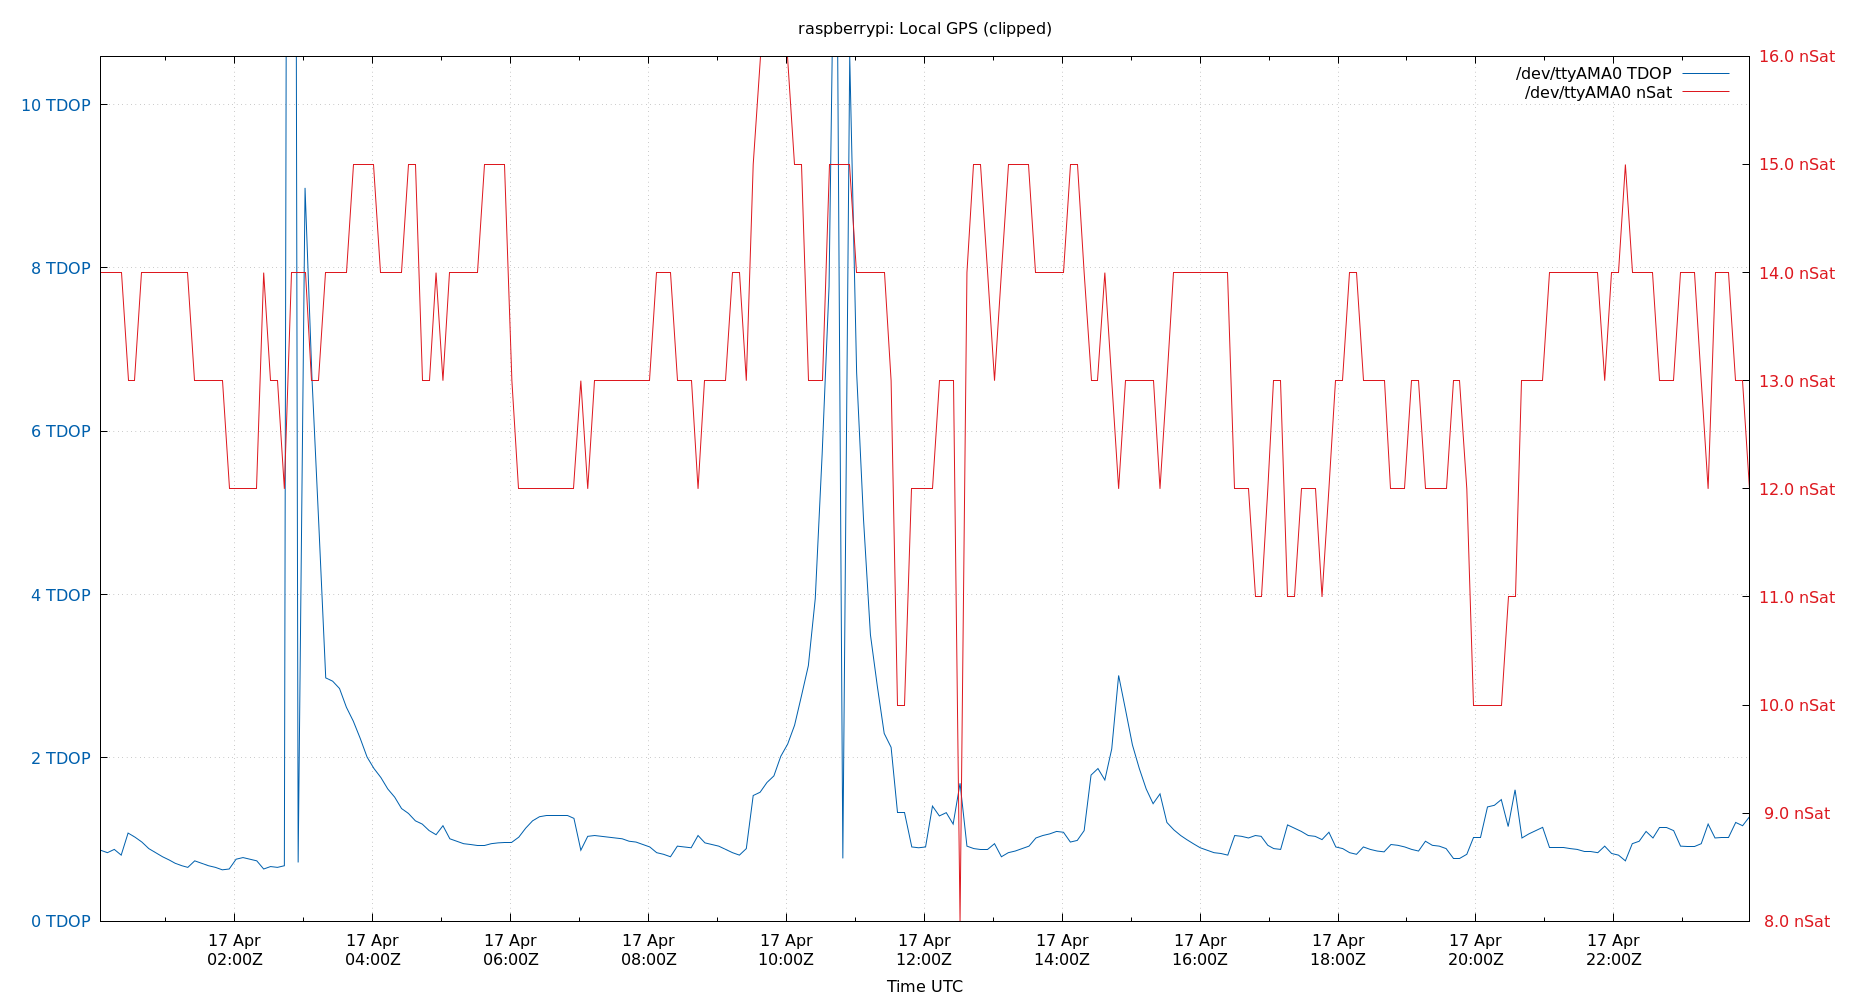 raspberrypi: Local GPS (clipped)
/dev/ttyAMA0 TDOP
/dev/ttyAMA0 nSat
10 TDOP
8 TDOP
6 TDOP
4 TDOP
2 TDOP
0 TDOP
16.0 nSat
15.0 nSat
14.0 nSat
13.0 nSat
12.0 nSat
11.0 nSat
10.0 nSat
9.0 nSat
8.0 nSat
17 Apr 17 Apr 17 Apr 17 Apr 17 Apr 17 Apr 17 Apr 17 Apr 17 Apr 17 Apr 17 Apr
02:00Z 04:00Z 06:00Z 08:00Z 10:00Z 12:00Z 14:00Z 16:00Z 18:00Z 20:00Z 22:00Z
Time UTC